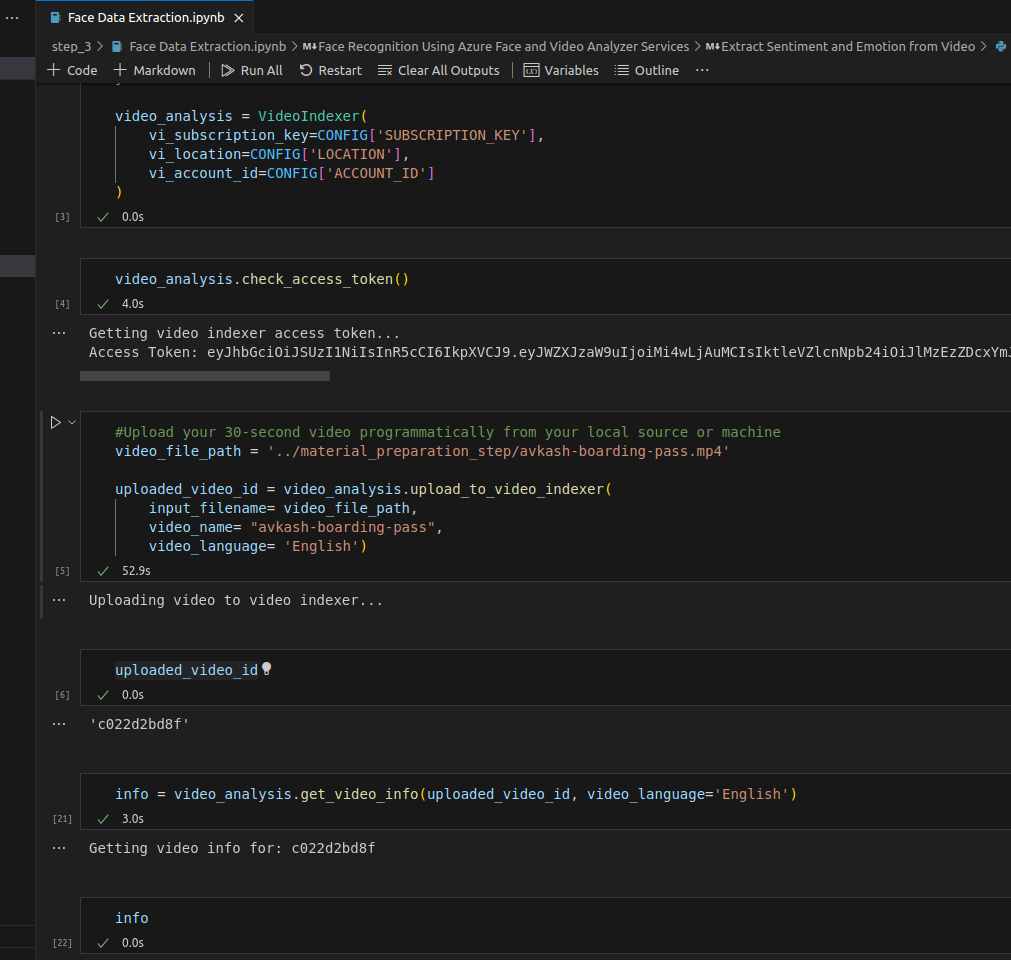 ...
Face Data Extraction.ipynb ×
step_3 > Face Data Extraction.ipynb > M↓Face Recognition Using Azure Face and Video Analyzer Services > M↓Extract Sentiment and Emotion from Video >
+ Code + Markdown | Run All Restart Clear All Outputs | Variables Outline ...
video_analysis = VideoIndexer(
vi_subscription_key=CONFIG['SUBSCRIPTION_KEY'],
vi_location=CONFIG['LOCATION'],
vi_account_id=CONFIG['ACCOUNT_ID']
)
[3] ✓ 0.0s
video_analysis.check_access_token()
[4] ✓ 4.0s
... Getting video indexer access token...
Access Token: eyJhbGciOiJSUzI1NiIsInR5cCI6IkpXVCJ9.eyJWZXJzaW9uIjoiMi4wLjAuMCIsIktleVZlcnNpb24iOiJlMzEzZDcxYmJ
#Upload your 30-second video programmatically from your local source or machine
video_file_path = '../material_preparation_step/avkash-boarding-pass.mp4'
uploaded_video_id = video_analysis.upload_to_video_indexer(
input_filename= video_file_path,
video_name= "avkash-boarding-pass",
video_language= 'English')
[5] ✓ 52.9s
... Uploading video to video indexer...
uploaded_video_id
[6] ✓ 0.0s
... 'c022d2bd8f'
info = video_analysis.get_video_info(uploaded_video_id, video_language='English')
[21] ✓ 3.0s
... Getting video info for: c022d2bd8f
info
[22] ✓ 0.0s